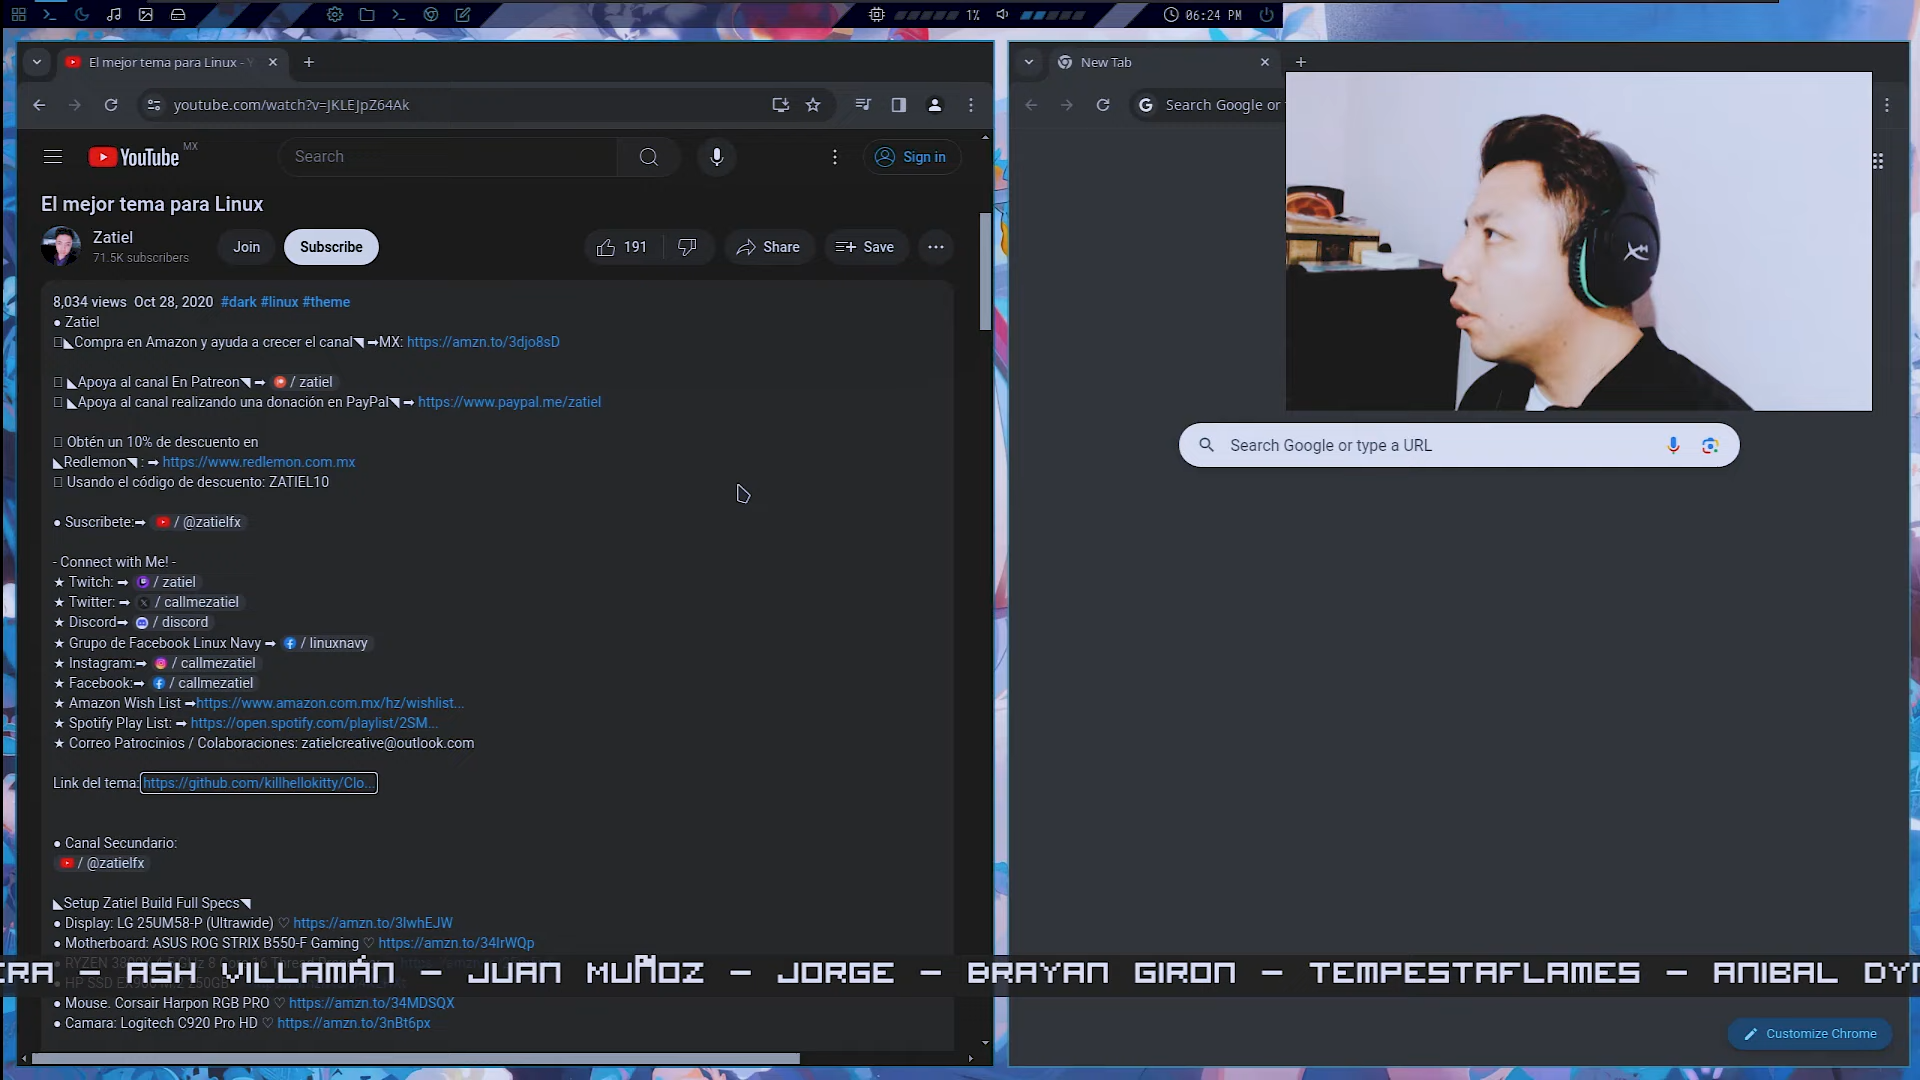 1%
06:24 PM
El mejor tema para Linux - Y
youtube.com/watch?v=JKLEJpZ64Ak
YouTube MX
Search
Sign in
El mejor tema para Linux
Zatiel
71.5K subscribers
Join
Subscribe
191
Share
Save
8,034 views Oct 28, 2020 #dark #linux #theme
● Zatiel
◣Compra en Amazon y ayuda a crecer el canal◥ ➡MX: https://amzn.to/3djo8sD
◣Apoya al canal En Patreon◥ ➡ / zatiel
◣Apoya al canal realizando una donación en PayPal◥ ➡ https://www.paypal.me/zatiel
Obtén un 10% de descuento en
◣Redlemon◥ : ➡ https://www.redlemon.com.mx
Usando el código de descuento: ZATIEL10
● Suscribete:➡ / @zatielfx
- Connect with Me! -
★ Twitch: ➡ / zatiel
★ Twitter: ➡ / callmezatiel
★ Discord➡ / discord
★ Grupo de Facebook Linux Navy ➡ / linuxnavy
★ Instagram:➡ / callmezatiel
★ Facebook:➡ / callmezatiel
★ Amazon Wish List ➡https://www.amazon.com.mx/hz/wishlist...
★ Spotify Play List: ➡ https://open.spotify.com/playlist/2SM...
★ Correo Patrocinios / Colaboraciones: zatielcreative@outlook.com
Link del tema: https://github.com/killhellokitty/Clo...
● Canal Secundario:
/ @zatielfx
◣Setup Zatiel Build Full Specs◥
● Display: LG 25UM58-P (Ultrawide) ♡ https://amzn.to/3lwhEJW
● Motherboard: ASUS ROG STRIX B550-F Gaming ♡ https://amzn.to/34IrWQp
● Mouse. Corsair Harpon RGB PRO ♡ https://amzn.to/34MDSQX
● Camara: Logitech C920 Pro HD ♡ https://amzn.to/3nBt6px
New Tab
Search Google or
Search Google or type a URL
Customize Chrome
ERA – ASH VILLAMÁN – JUAN MUÑOZ – JORGE – BRAYAN GIRON – TEMPESTAFLAMES – ANIBAL DYN